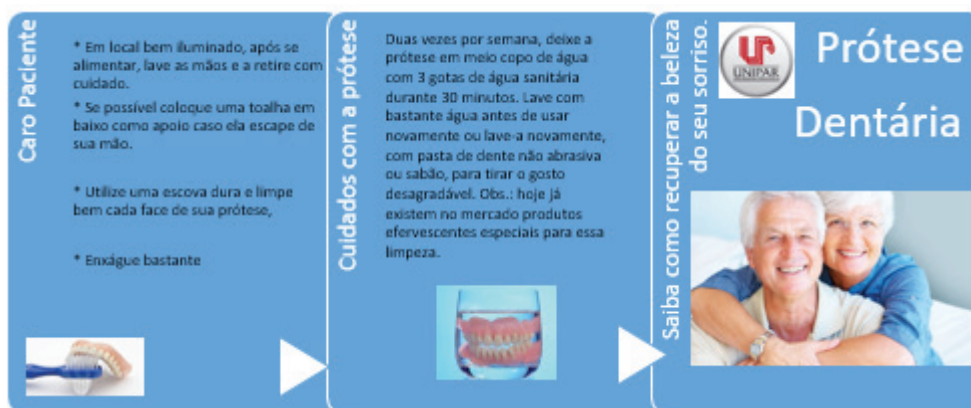 Caro Paciente
* Em local bem iluminado, após se
alimentar, lave as mãos e a retire com
cuidado.
* Se possível coloque uma toalha em
baixo como apoio caso ela escape de
sua mão.
* Utilize uma escova dura e limpe
bem cada face de sua prótese,
* Enxágue bastante
Cuidados com a prótese
Duas vezes por semana, deixe a
prótese em meio copo de água
com 3 gotas de água sanitária
durante 30 minutos. Lave com
bastante água antes de usar
novamente ou lave-a novamente,
com pasta de dente não abrasiva
ou sabão, para tirar o gosto
desagradável. Obs.: hoje já
existem no mercado produtos
efervescentes especiais para essa
limpeza.
Saiba como recuperar a beleza
do seu sorriso.
UNIPAR
Prótese
Dentária